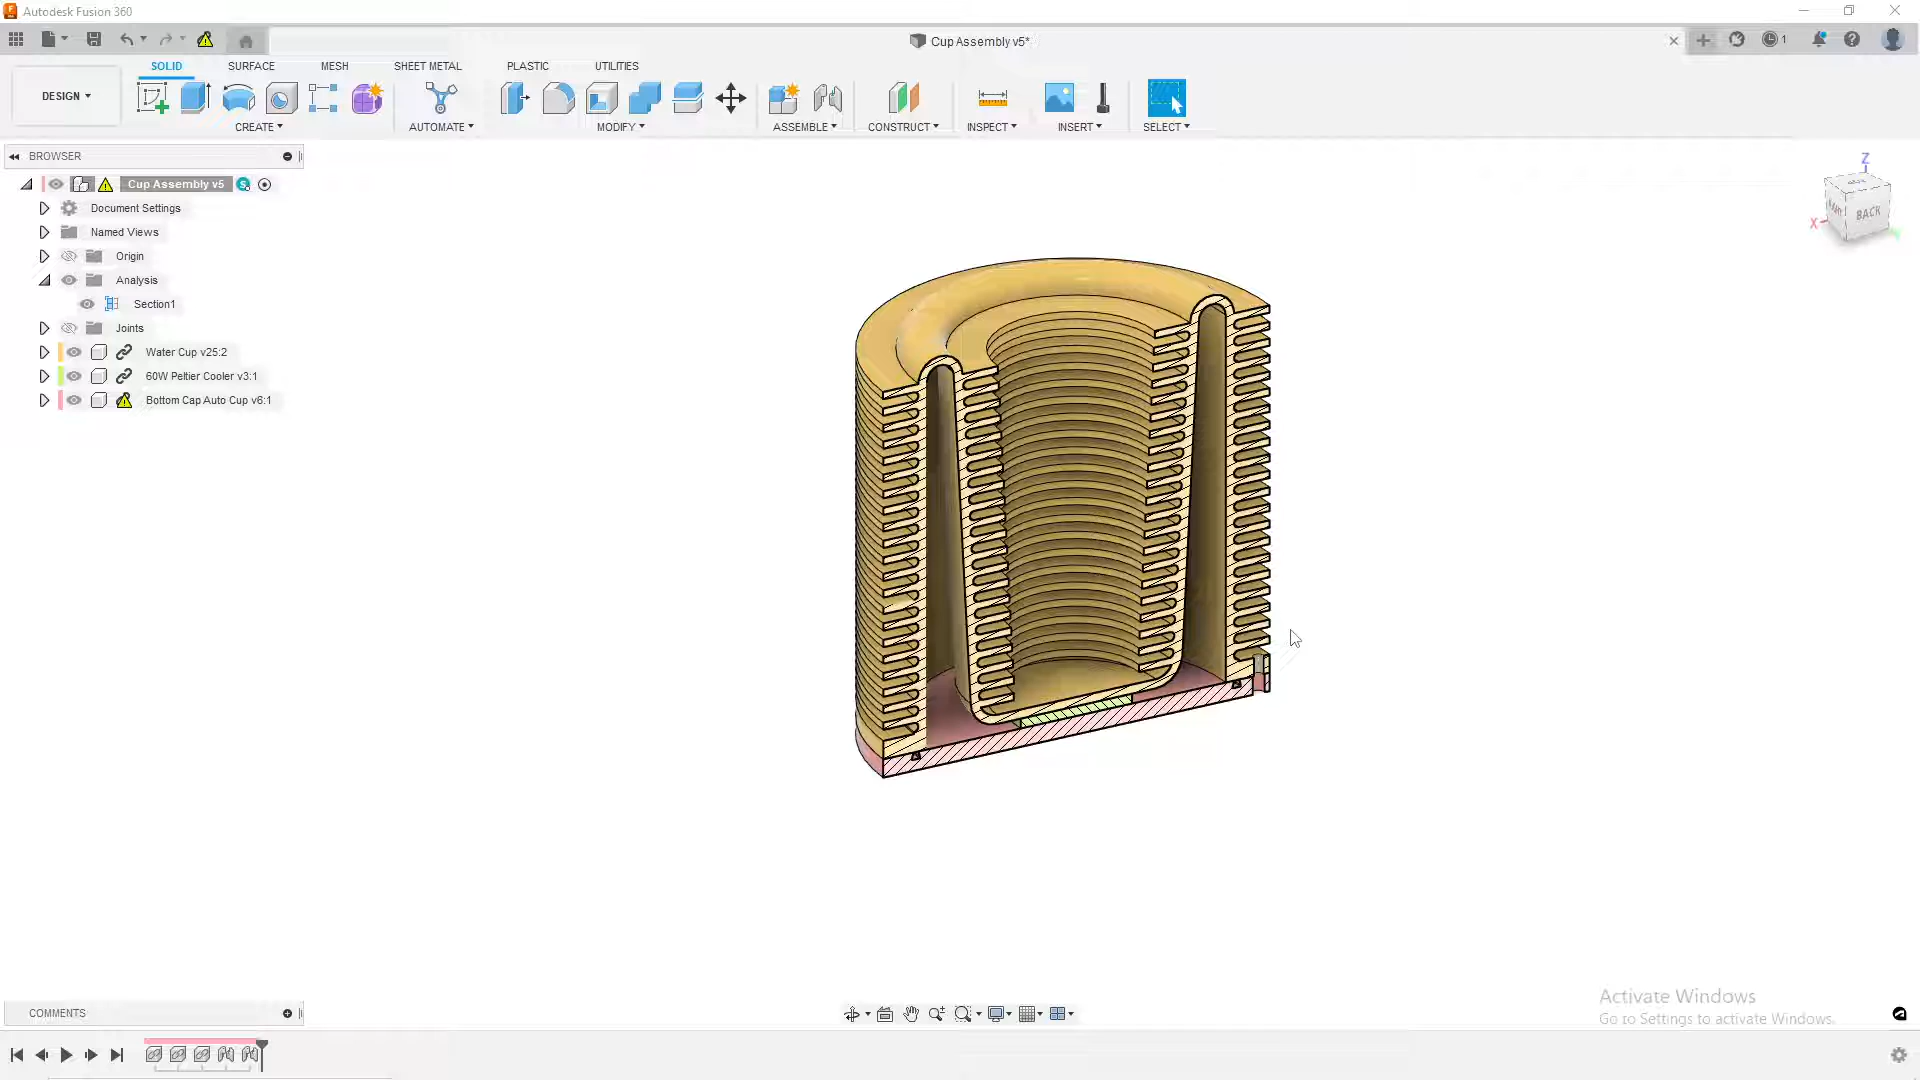 Autodesk Fusion 360
Cup Assembly v5*
1
SOLID SURFACE MESH SHEET METAL PLASTIC UTILITIES
DESIGN
CREATE AUTOMATE MODIFY ASSEMBLE CONSTRUCT INSPECT INSERT SELECT
BROWSER
Cup Assembly v5
Document Settings
Named Views
Origin
Analysis
Section1
Joints
Water Cup v25:2
60W Peltier Cooler v3:1
Bottom Cap Auto Cup v6:1
Z
X
BACK
COMMENTS
Activate Windows
Go to Settings to activate Windows.